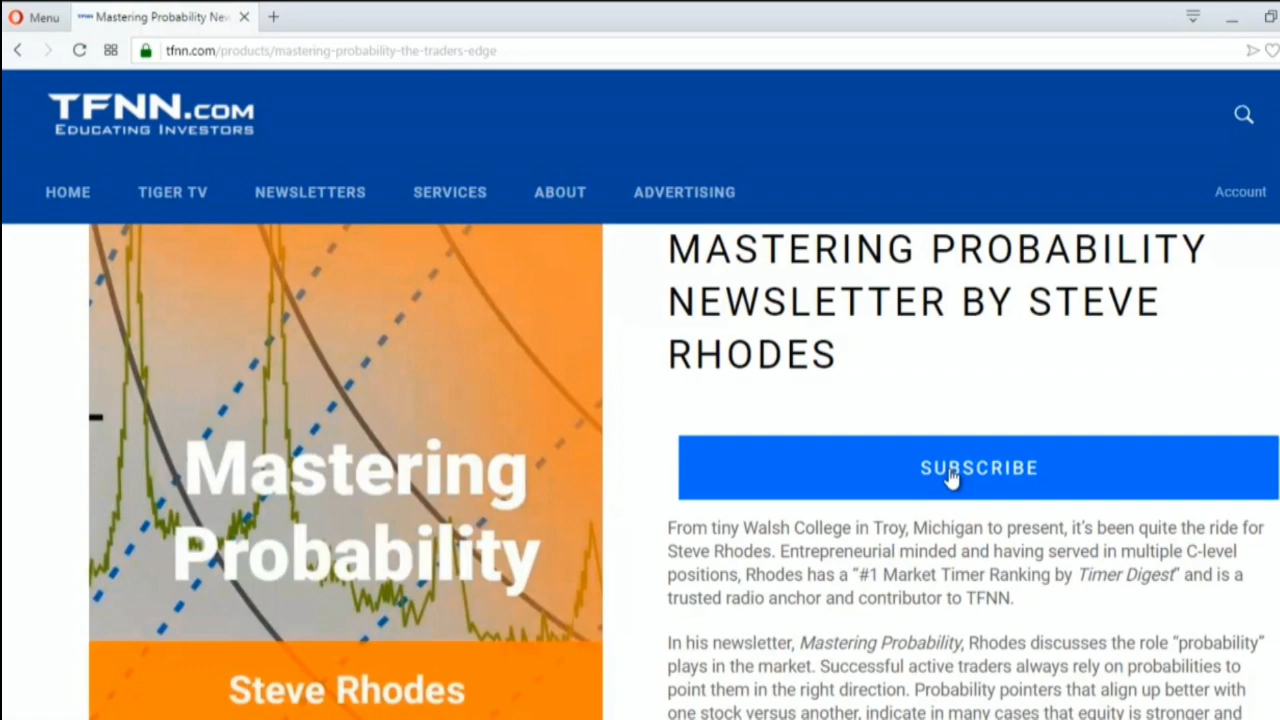 Menu
Mastering Probability New
tfnn.com/products/mastering-probability-the-traders-edge
TFNN.COM
EDUCATING INVESTORS
HOME TIGER TV NEWSLETTERS SERVICES ABOUT ADVERTISING Account
Mastering
Probability
Steve Rhodes
MASTERING PROBABILITY
NEWSLETTER BY STEVE
RHODES
SUBSCRIBE
From tiny Walsh College in Troy, Michigan to present, it's been quite the ride for
Steve Rhodes. Entrepreneurial minded and having served in multiple C-level
positions, Rhodes has a “#1 Market Timer Ranking by Timer Digest” and is a
trusted radio anchor and contributor to TFNN.
In his newsletter, Mastering Probability, Rhodes discusses the role “probability”
plays in the market. Successful active traders always rely on probabilities to
point them in the right direction. Probability pointers that align up better with
one stock versus another, indicate in many cases that equity is stronger and